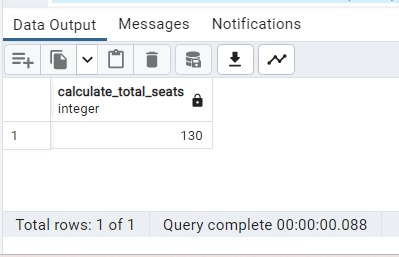 Data Output Messages Notifications
calculate_total_seats
integer
1 130
Total rows: 1 of 1 Query complete 00:00:00.088